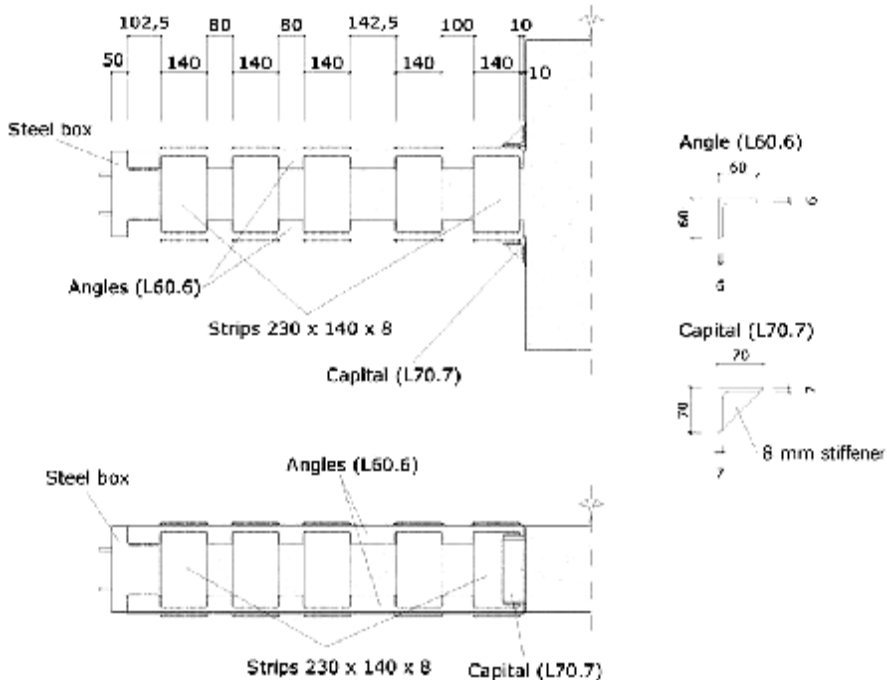 102,5 80 80 142,5 100 10
50 140 140 140 140 140 10
Steel box
Angle (L60.6)
60
6
60
6
Angles (L60.6)
Strips 230 x 140 x 8
Capital (L70.7)
Capital (L70.7)
70
7
70
8 mm stiffener
7
Angles (L60.6)
Steel box
Strips 230 x 140 x 8
Capital (L70.7)